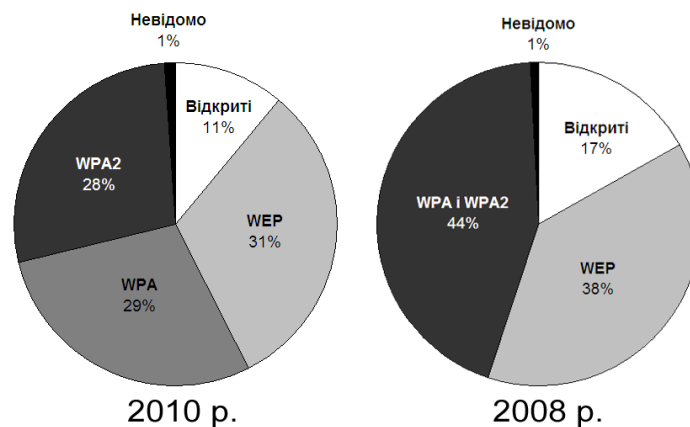 Невідомо
1%
Відкриті
11%
WPA2
28%
WEP
31%
WPA
29%
2010 р.
Невідомо
1%
Відкриті
17%
WPA і WPA2
44%
WEP
38%
2008 р.